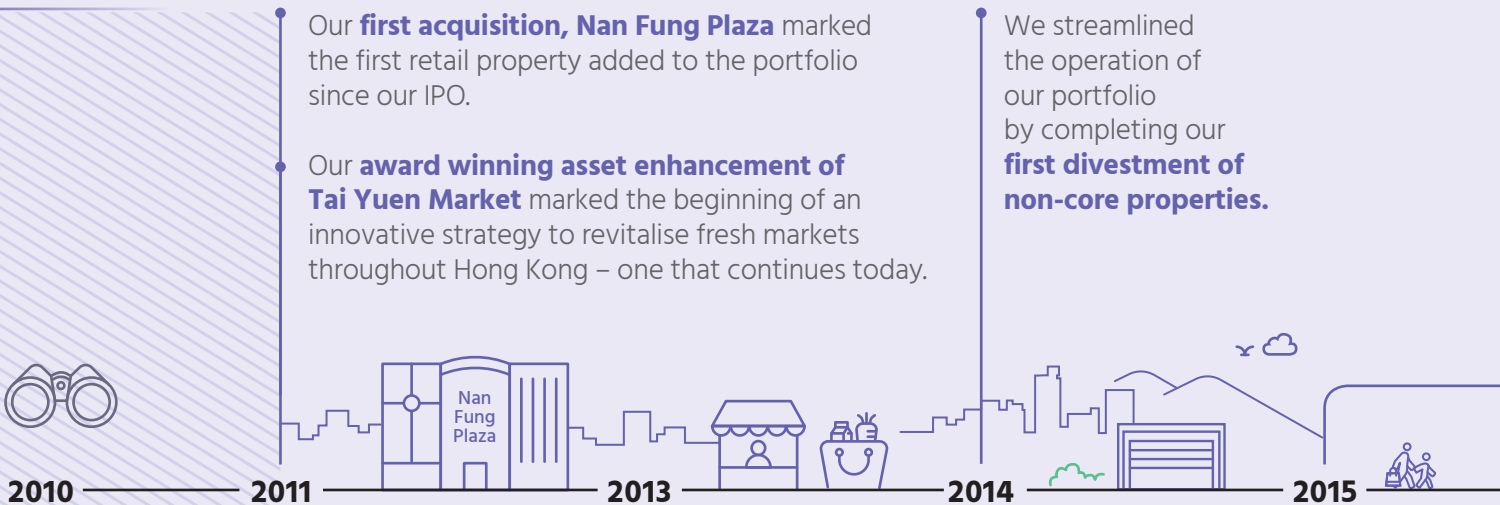 Our first acquisition, Nan Fung Plaza marked
the first retail property added to the portfolio
since our IPO.
Our award winning asset enhancement of
Tai Yuen Market marked the beginning of an
innovative strategy to revitalise fresh markets
throughout Hong Kong – one that continues today.
We streamlined
the operation of
our portfolio
by completing our
first divestment of
non-core properties.
Nan
Fung
Plaza
2010
2011
2013
2014
2015